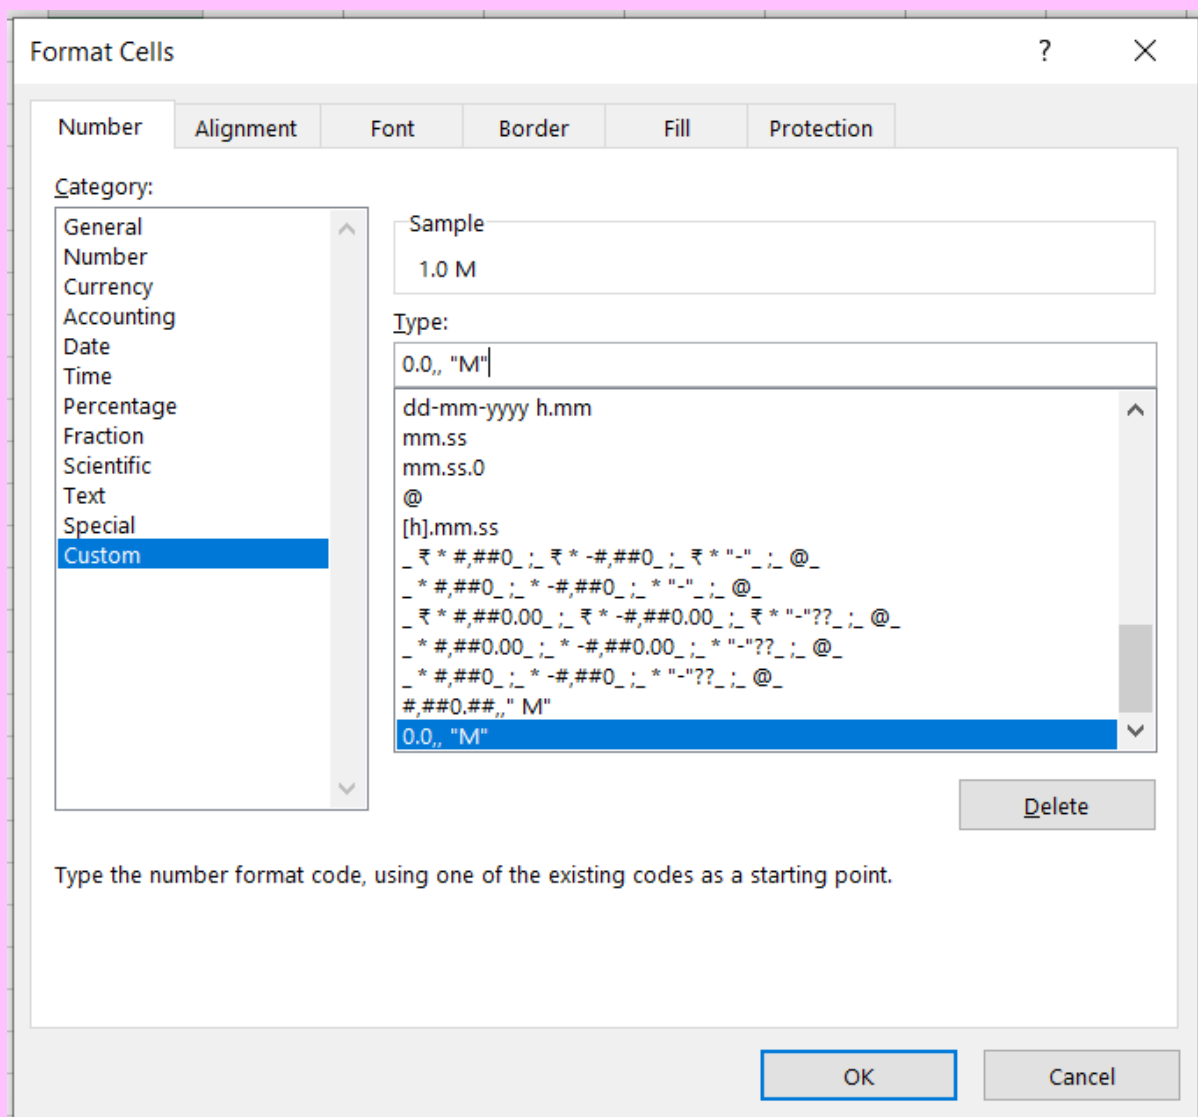 Format Cells
?
Number
Alignment
Font
Border
Fill
Protection
Category:
General
Number
Currency
Accounting
Date
Time
Percentage
Fraction
Scientific
Text
Special
Custom
Sample
1.0 M
Type:
0.0,, "M"
dd-mm-yyyy h.mm
mm.ss
mm.ss.0
@
[h].mm.ss
_ ₹ * #,##0_ ;_ ₹ * -#,##0_ ;_ ₹ * "-"_ ;_ @_
_ * #,##0_ ;_ * -#,##0_ ;_ * "-"_ ;_ @_
_ ₹ * #,##0.00_ ;_ ₹ * -#,##0.00_ ;_ ₹ * "-"??_ ;_ @_
_ * #,##0.00_ ;_ * -#,##0.00_ ;_ * "-"??_ ;_ @_
_ * #,##0_ ;_ * -#,##0_ ;_ * "-"??_ ;_ @_
#,##0.##,," M"
0.0,, "M"
Delete
Type the number format code, using one of the existing codes as a starting point.
OK
Cancel